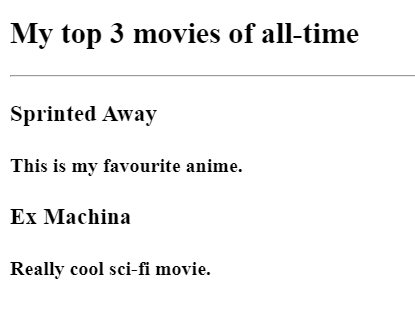 My top 3 movies of all-time
Sprinted Away
This is my favourite anime.
Ex Machina
Really cool sci-fi movie.